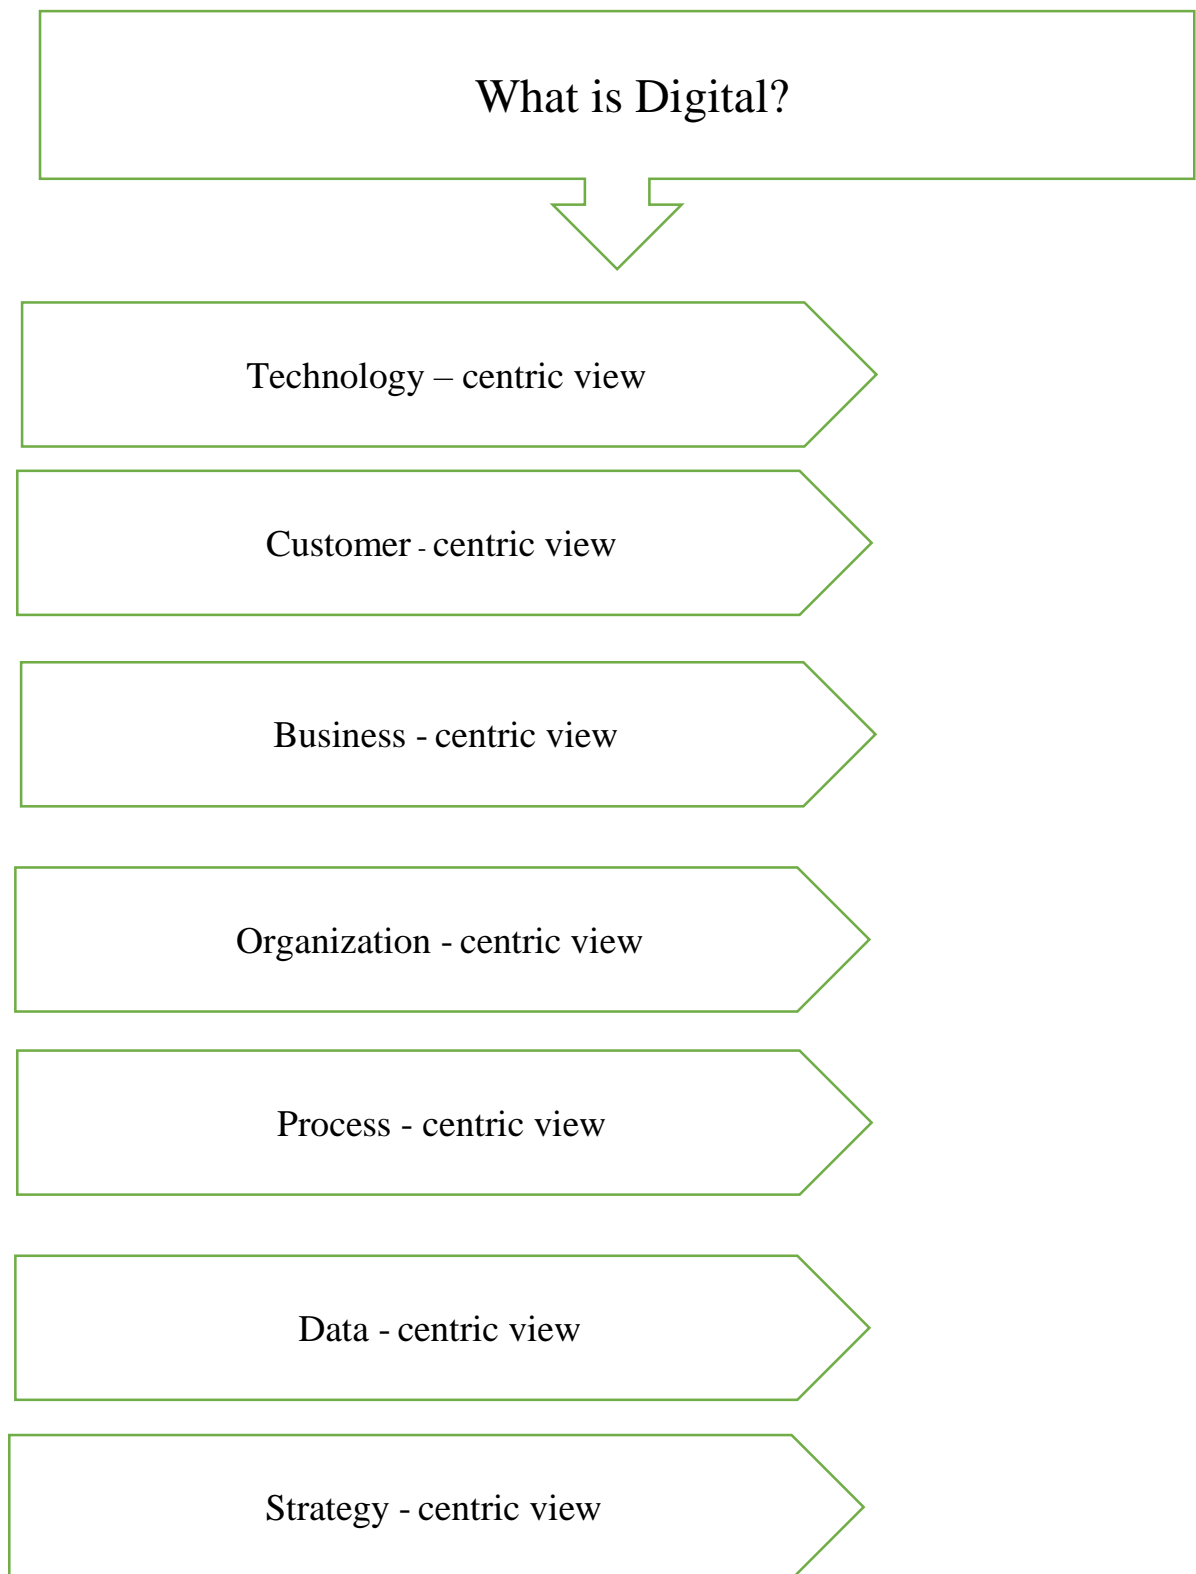 What is Digital?
Technology – centric view
Customer - centric view
Business - centric view
Organization - centric view
Process - centric view
Data - centric view
Strategy - centric view